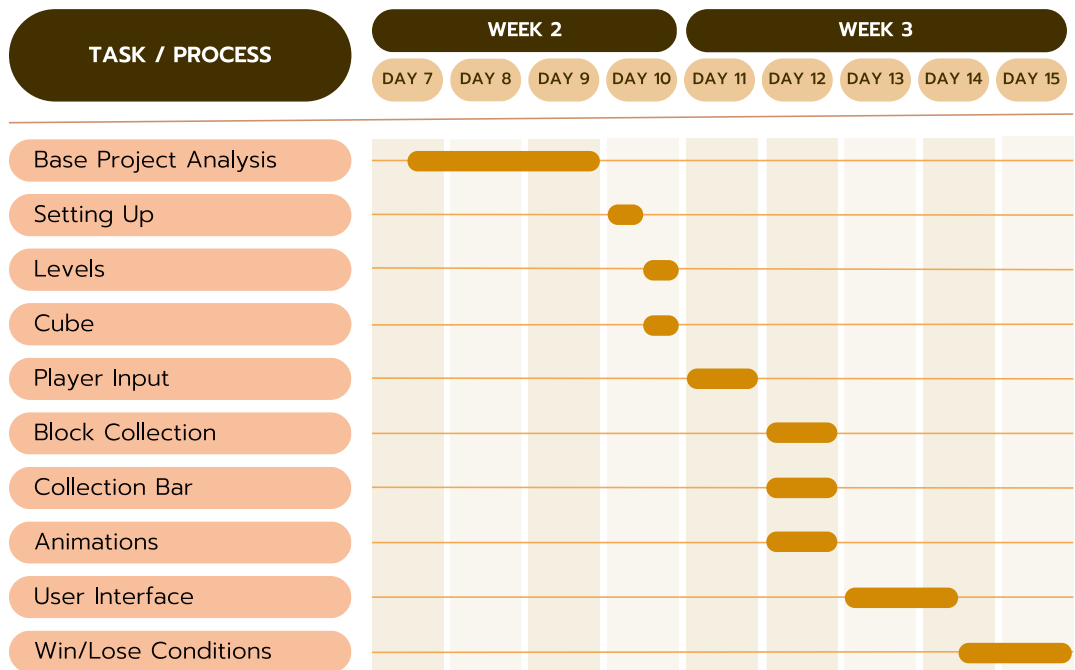 TASK / PROCESS
WEEK 2
WEEK 3
DAY 7
DAY 8
DAY 9
DAY 10
DAY 11
DAY 12
DAY 13
DAY 14
DAY 15
Base Project Analysis
Setting Up
Levels
Cube
Player Input
Block Collection
Collection Bar
Animations
User Interface
Win/Lose Conditions